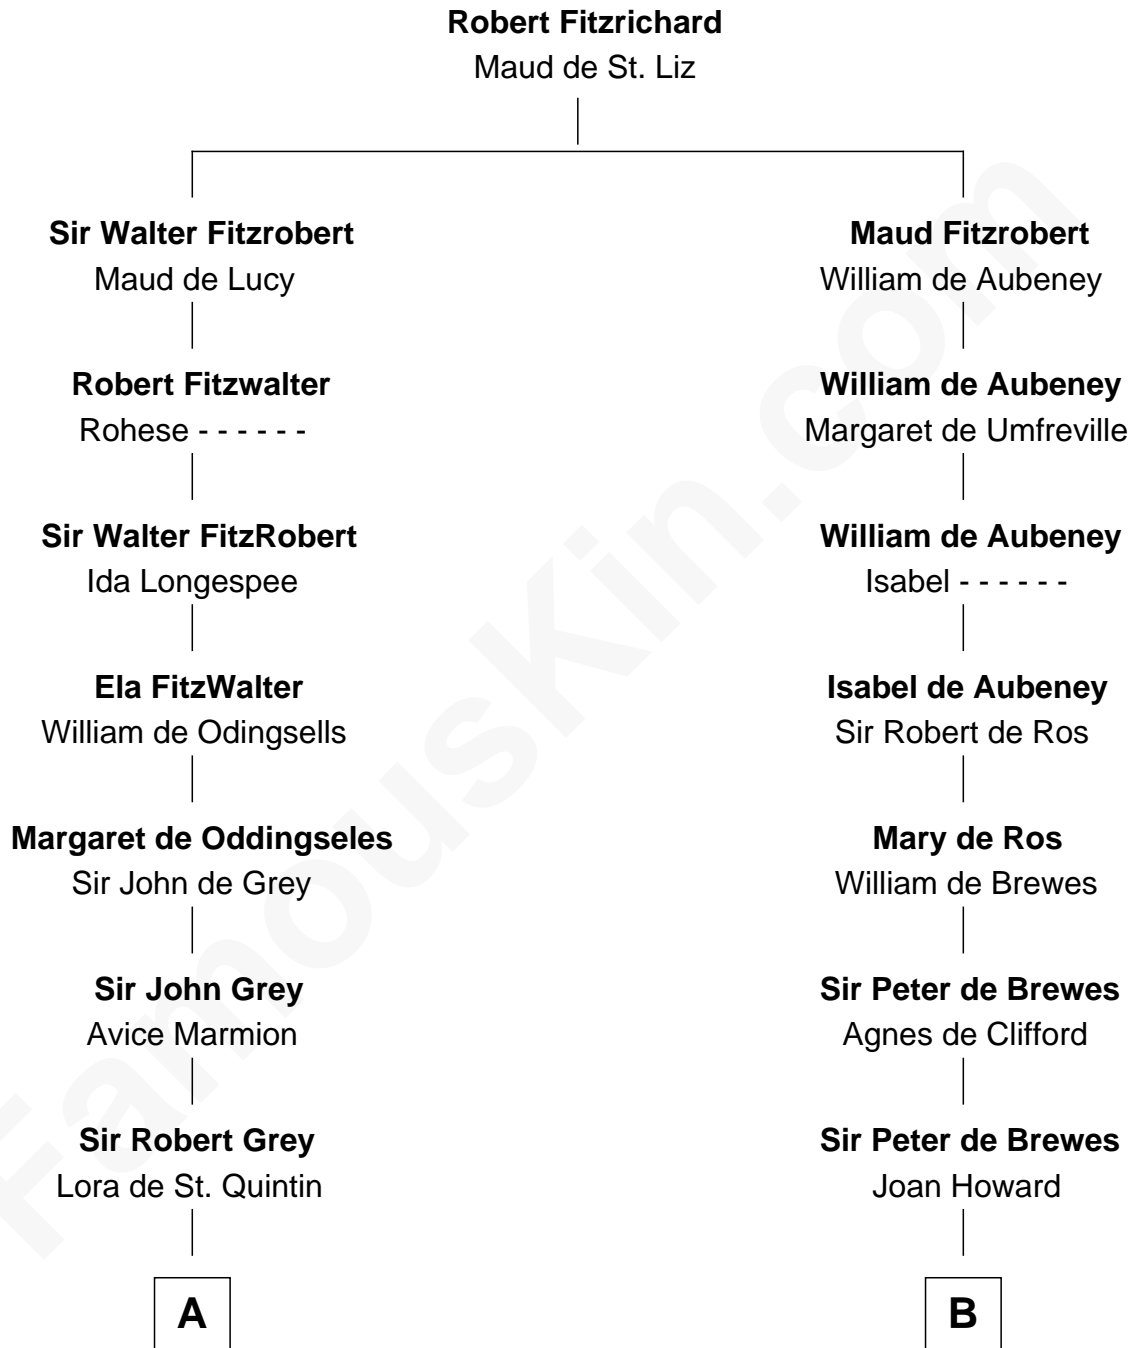 Robert Fitzrichard
Maud de St. Liz
Sir Walter Fitzrobert
Maud de Lucy
Maud Fitzrobert
William de Aubeney
Robert Fitzwalter
Rohese - - - - - -
William de Aubeney
Margaret de Umfreville
Sir Walter FitzRobert
Ida Longespee
William de Aubeney
Isabel - - - - - -
Ela FitzWalter
William de Odingsells
Isabel de Aubeney
Sir Robert de Ros
Margaret de Oddingseles
Sir John de Grey
Mary de Ros
William de Brewes
Sir John Grey
Avice Marmion
Sir Peter de Brewes
Agnes de Clifford
Sir Robert Grey
Lora de St. Quintin
Sir Peter de Brewes
Joan Howard
A
B
FamousKin.com